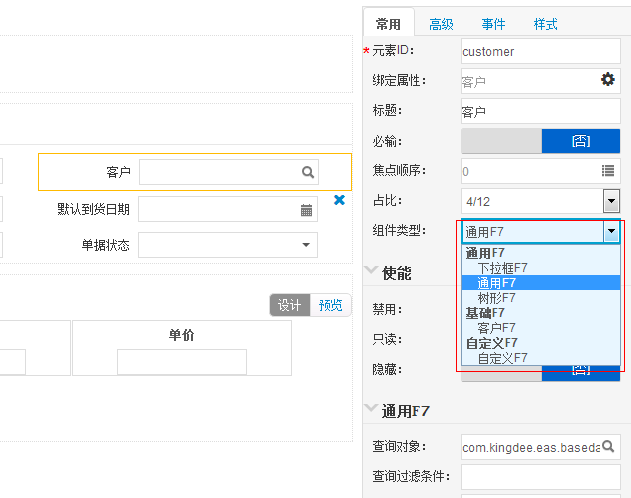 常用 高级 事件 样式
*元素ID: customer
绑定属性: 客户
标题: 客户
必输: [否]
客户
焦点顺序: 0
占比: 4/12
默认到货日期
组件类型: 通用F7
单据状态
通用F7
下拉框F7
使能
通用F7
树形F7
设计 预览
禁用:
基础F7
客户F7
单价
只读:
自定义F7
自定义F7
隐藏: [否]
通用F7
查询对象: com.kingdee.eas.baseda
查询过滤条件: